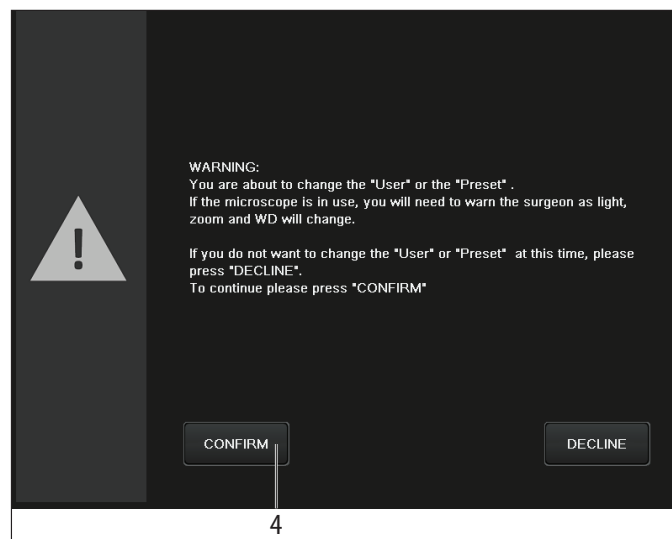 WARNING:
You are about to change the "User" or the "Preset" .
If the microscope is in use, you will need to warn the surgeon as light,
zoom and WD will change.
If you do not want to change the "User" or "Preset" at this time, please
press "DECLINE".
To continue please press "CONFIRM"
CONFIRM
DECLINE
4